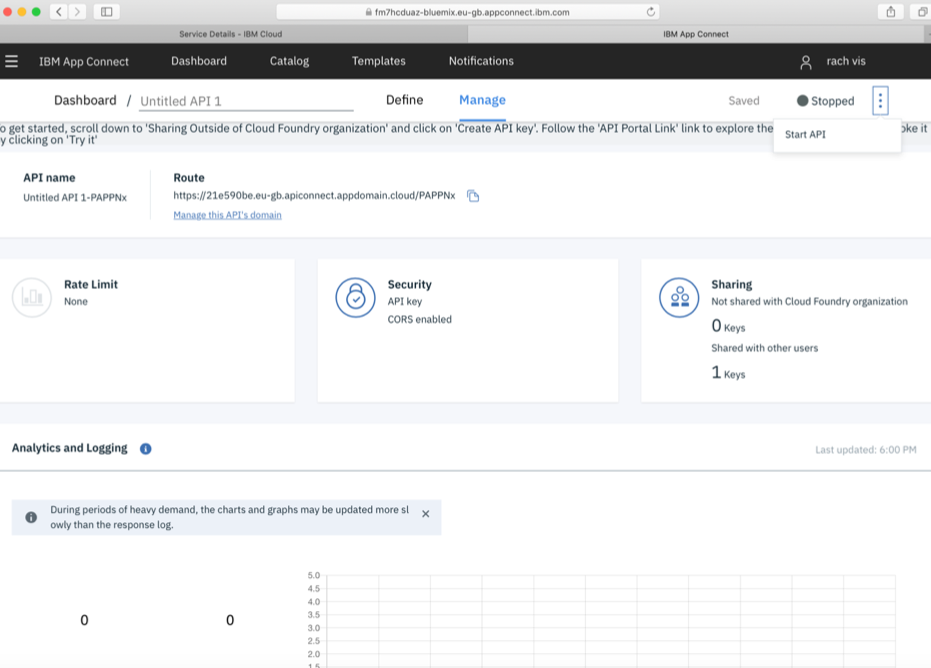 fm7hcduaz-bluemix.eu-gb.appconnect.ibm.com
Service Details - IBM Cloud
IBM App Connect
IBM App Connect
Dashboard
Catalog
Templates
Notifications
rach vis
Dashboard / Untitled API 1
Define
Manage
Saved
Stopped
Start API
o get started, scroll down to 'Sharing Outside of Cloud Foundry organization' and click on 'Create API key'. Follow the 'API Portal Link' link to explore the oke it
y clicking on 'Try it'
API name
Untitled API 1-PAPPNx
Route
https://21e590be.eu-gb.apiconnect.appdomain.cloud/PAPPNx
Manage this API's domain
Rate Limit
None
Security
API key
CORS enabled
Sharing
Not shared with Cloud Foundry organization
0 Keys
Shared with other users
1 Keys
Analytics and Logging
Last updated: 6:00 PM
During periods of heavy demand, the charts and graphs may be updated more sl
owly than the response log.
0
0
5.0
4.5
4.0
3.5
3.0
2.5
2.0
1.5